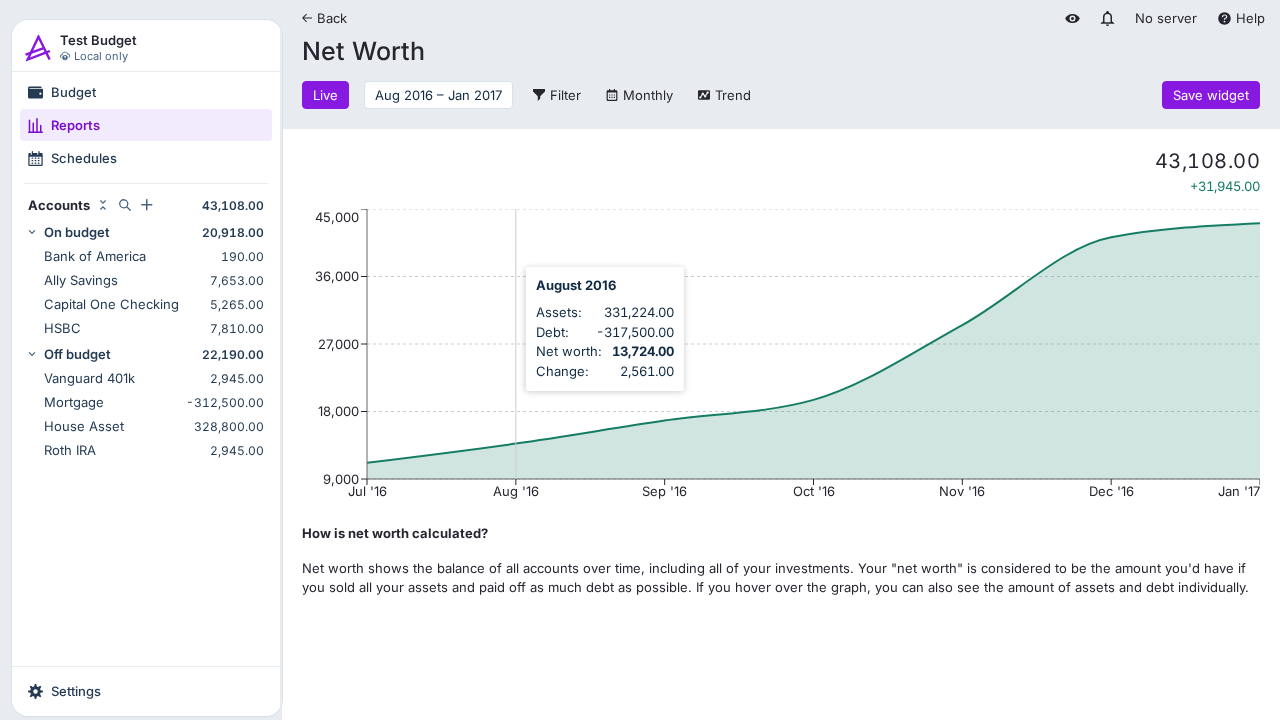 Test Budget
Local only
Budget
Reports
Schedules
Accounts 43,108.00
On budget 20,918.00
Bank of America 190.00
Ally Savings 7,653.00
Capital One Checking 5,265.00
HSBC 7,810.00
Off budget 22,190.00
Vanguard 401k 2,945.00
Mortgage -312,500.00
House Asset 328,800.00
Roth IRA 2,945.00
Settings
Back
No server
Help
Net Worth
Live
Aug 2016 – Jan 2017
Filter
Monthly
Trend
Save widget
43,108.00
+31,945.00
45,000
36,000
27,000
18,000
9,000
August 2016
Assets: 331,224.00
Debt: -317,500.00
Net worth: 13,724.00
Change: 2,561.00
Jul '16 Aug '16 Sep '16 Oct '16 Nov '16 Dec '16 Jan '17
How is net worth calculated?
Net worth shows the balance of all accounts over time, including all of your investments. Your "net worth" is considered to be the amount you'd have if
you sold all your assets and paid off as much debt as possible. If you hover over the graph, you can also see the amount of assets and debt individually.